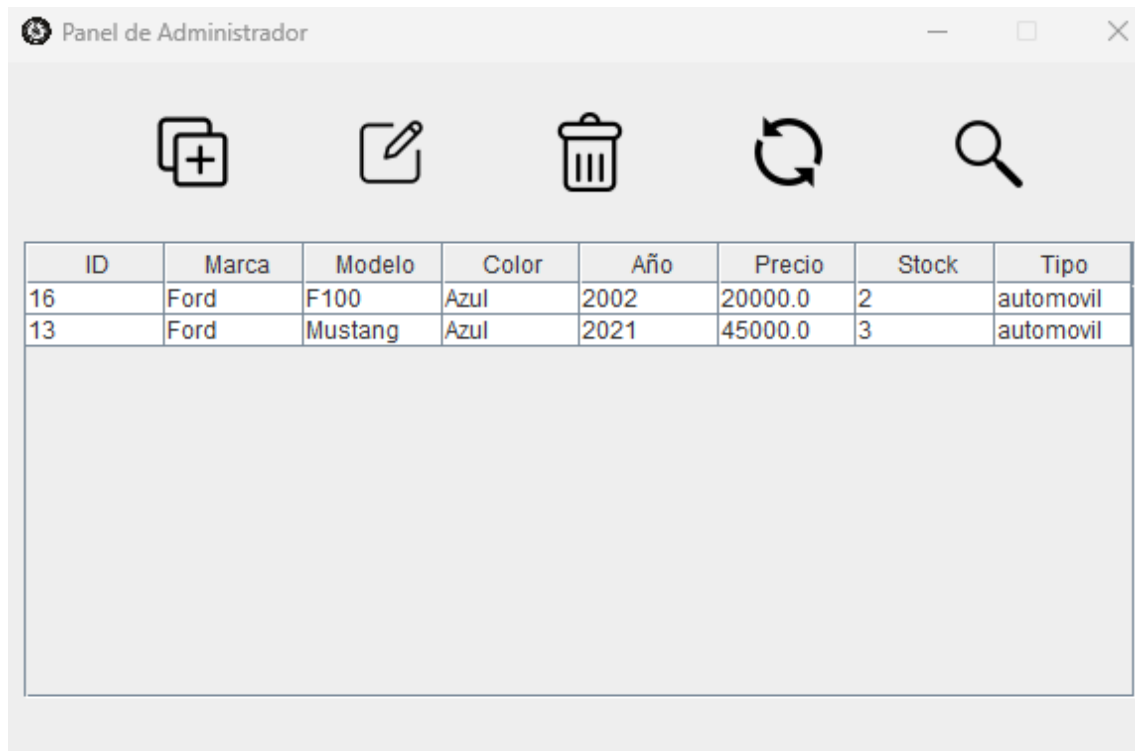 Panel de Administrador
ID Marca Modelo Color Año Precio Stock Tipo
16 Ford F100 Azul 2002 20000.0 2 automovil
13 Ford Mustang Azul 2021 45000.0 3 automovil